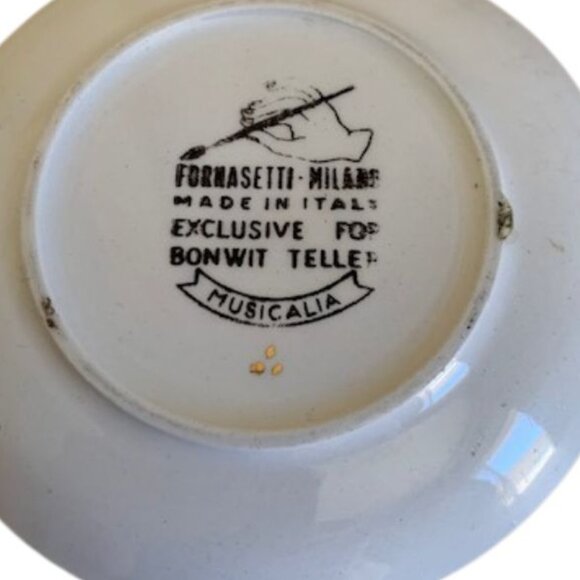 FORNASETTI · MILANO
MADE IN ITALY
EXCLUSIVE FOR
BONWIT TELLER
MUSICALIA